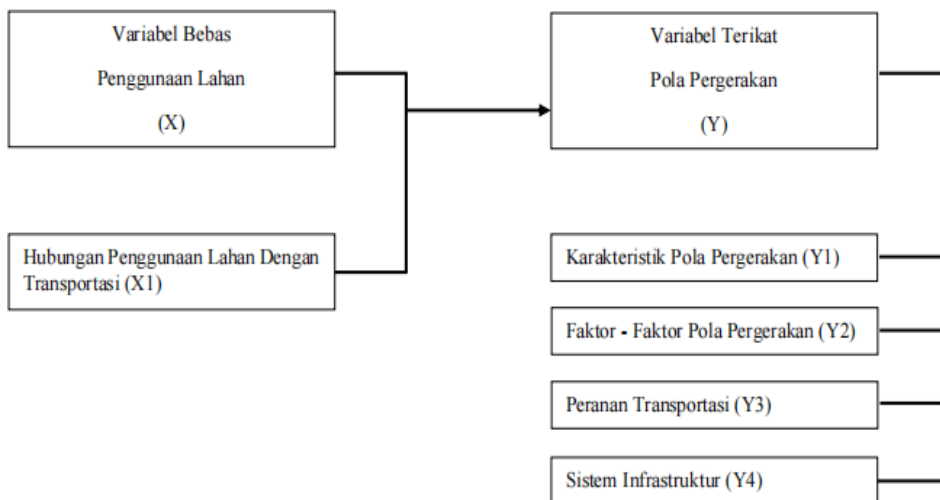 Variabel Bebas
Penggunaan Lahan
(X)
Variabel Terikat
Pola Pergerakan
(Y)
Hubungan Penggunaan Lahan Dengan
Transportasi (X1)
Karakteristik Pola Pergerakan (Y1)
Faktor - Faktor Pola Pergerakan (Y2)
Peranan Transportasi (Y3)
Sistem Infrastruktur (Y4)